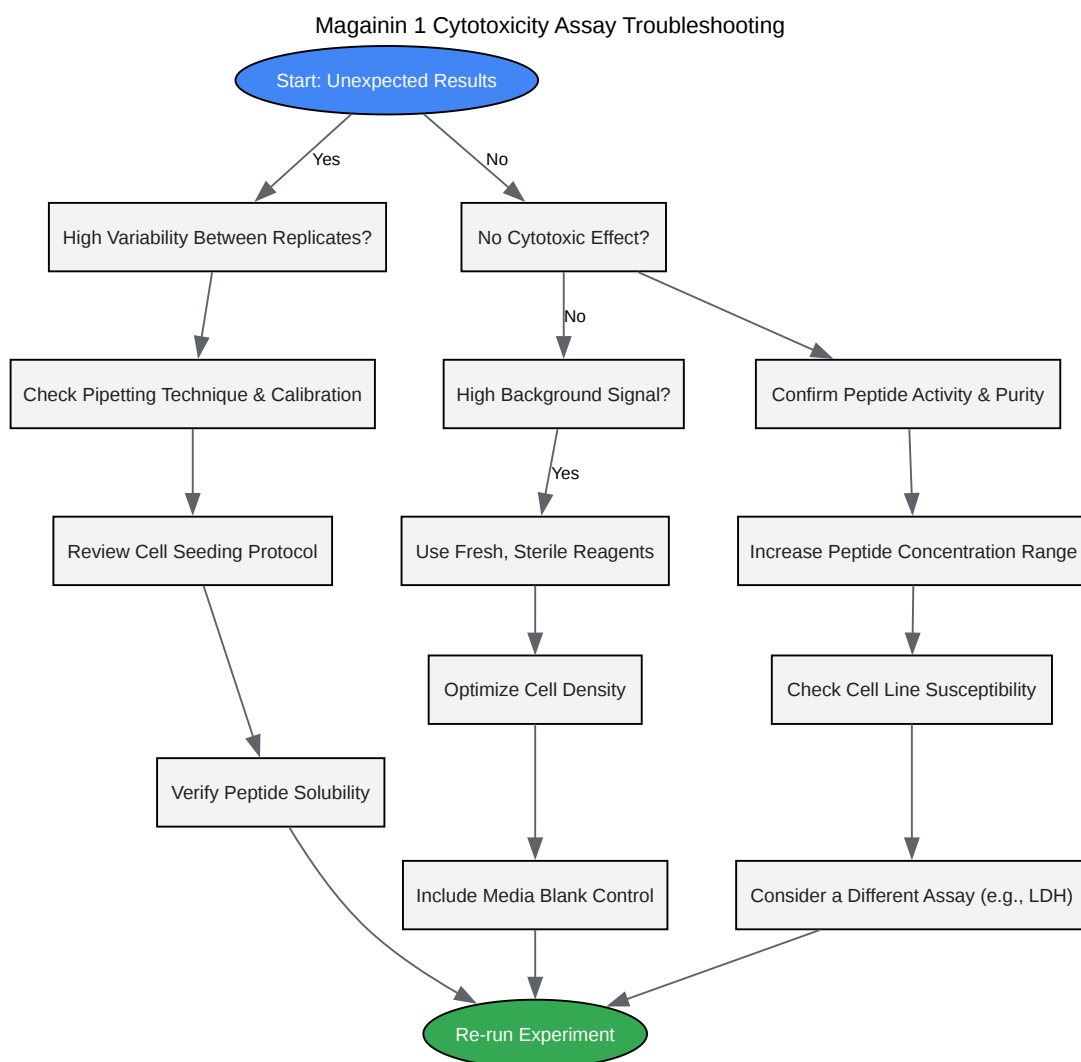 Magainin 1 Cytotoxicity Assay Troubleshooting
Start: Unexpected Results
Yes
No
High Variability Between Replicates?
No Cytotoxic Effect?
No
Check Pipetting Technique & Calibration
High Background Signal?
Confirm Peptide Activity & Purity
Yes
Review Cell Seeding Protocol
Use Fresh, Sterile Reagents
Increase Peptide Concentration Range
Optimize Cell Density
Check Cell Line Susceptibility
Verify Peptide Solubility
Include Media Blank Control
Consider a Different Assay (e.g., LDH)
Re-run Experiment